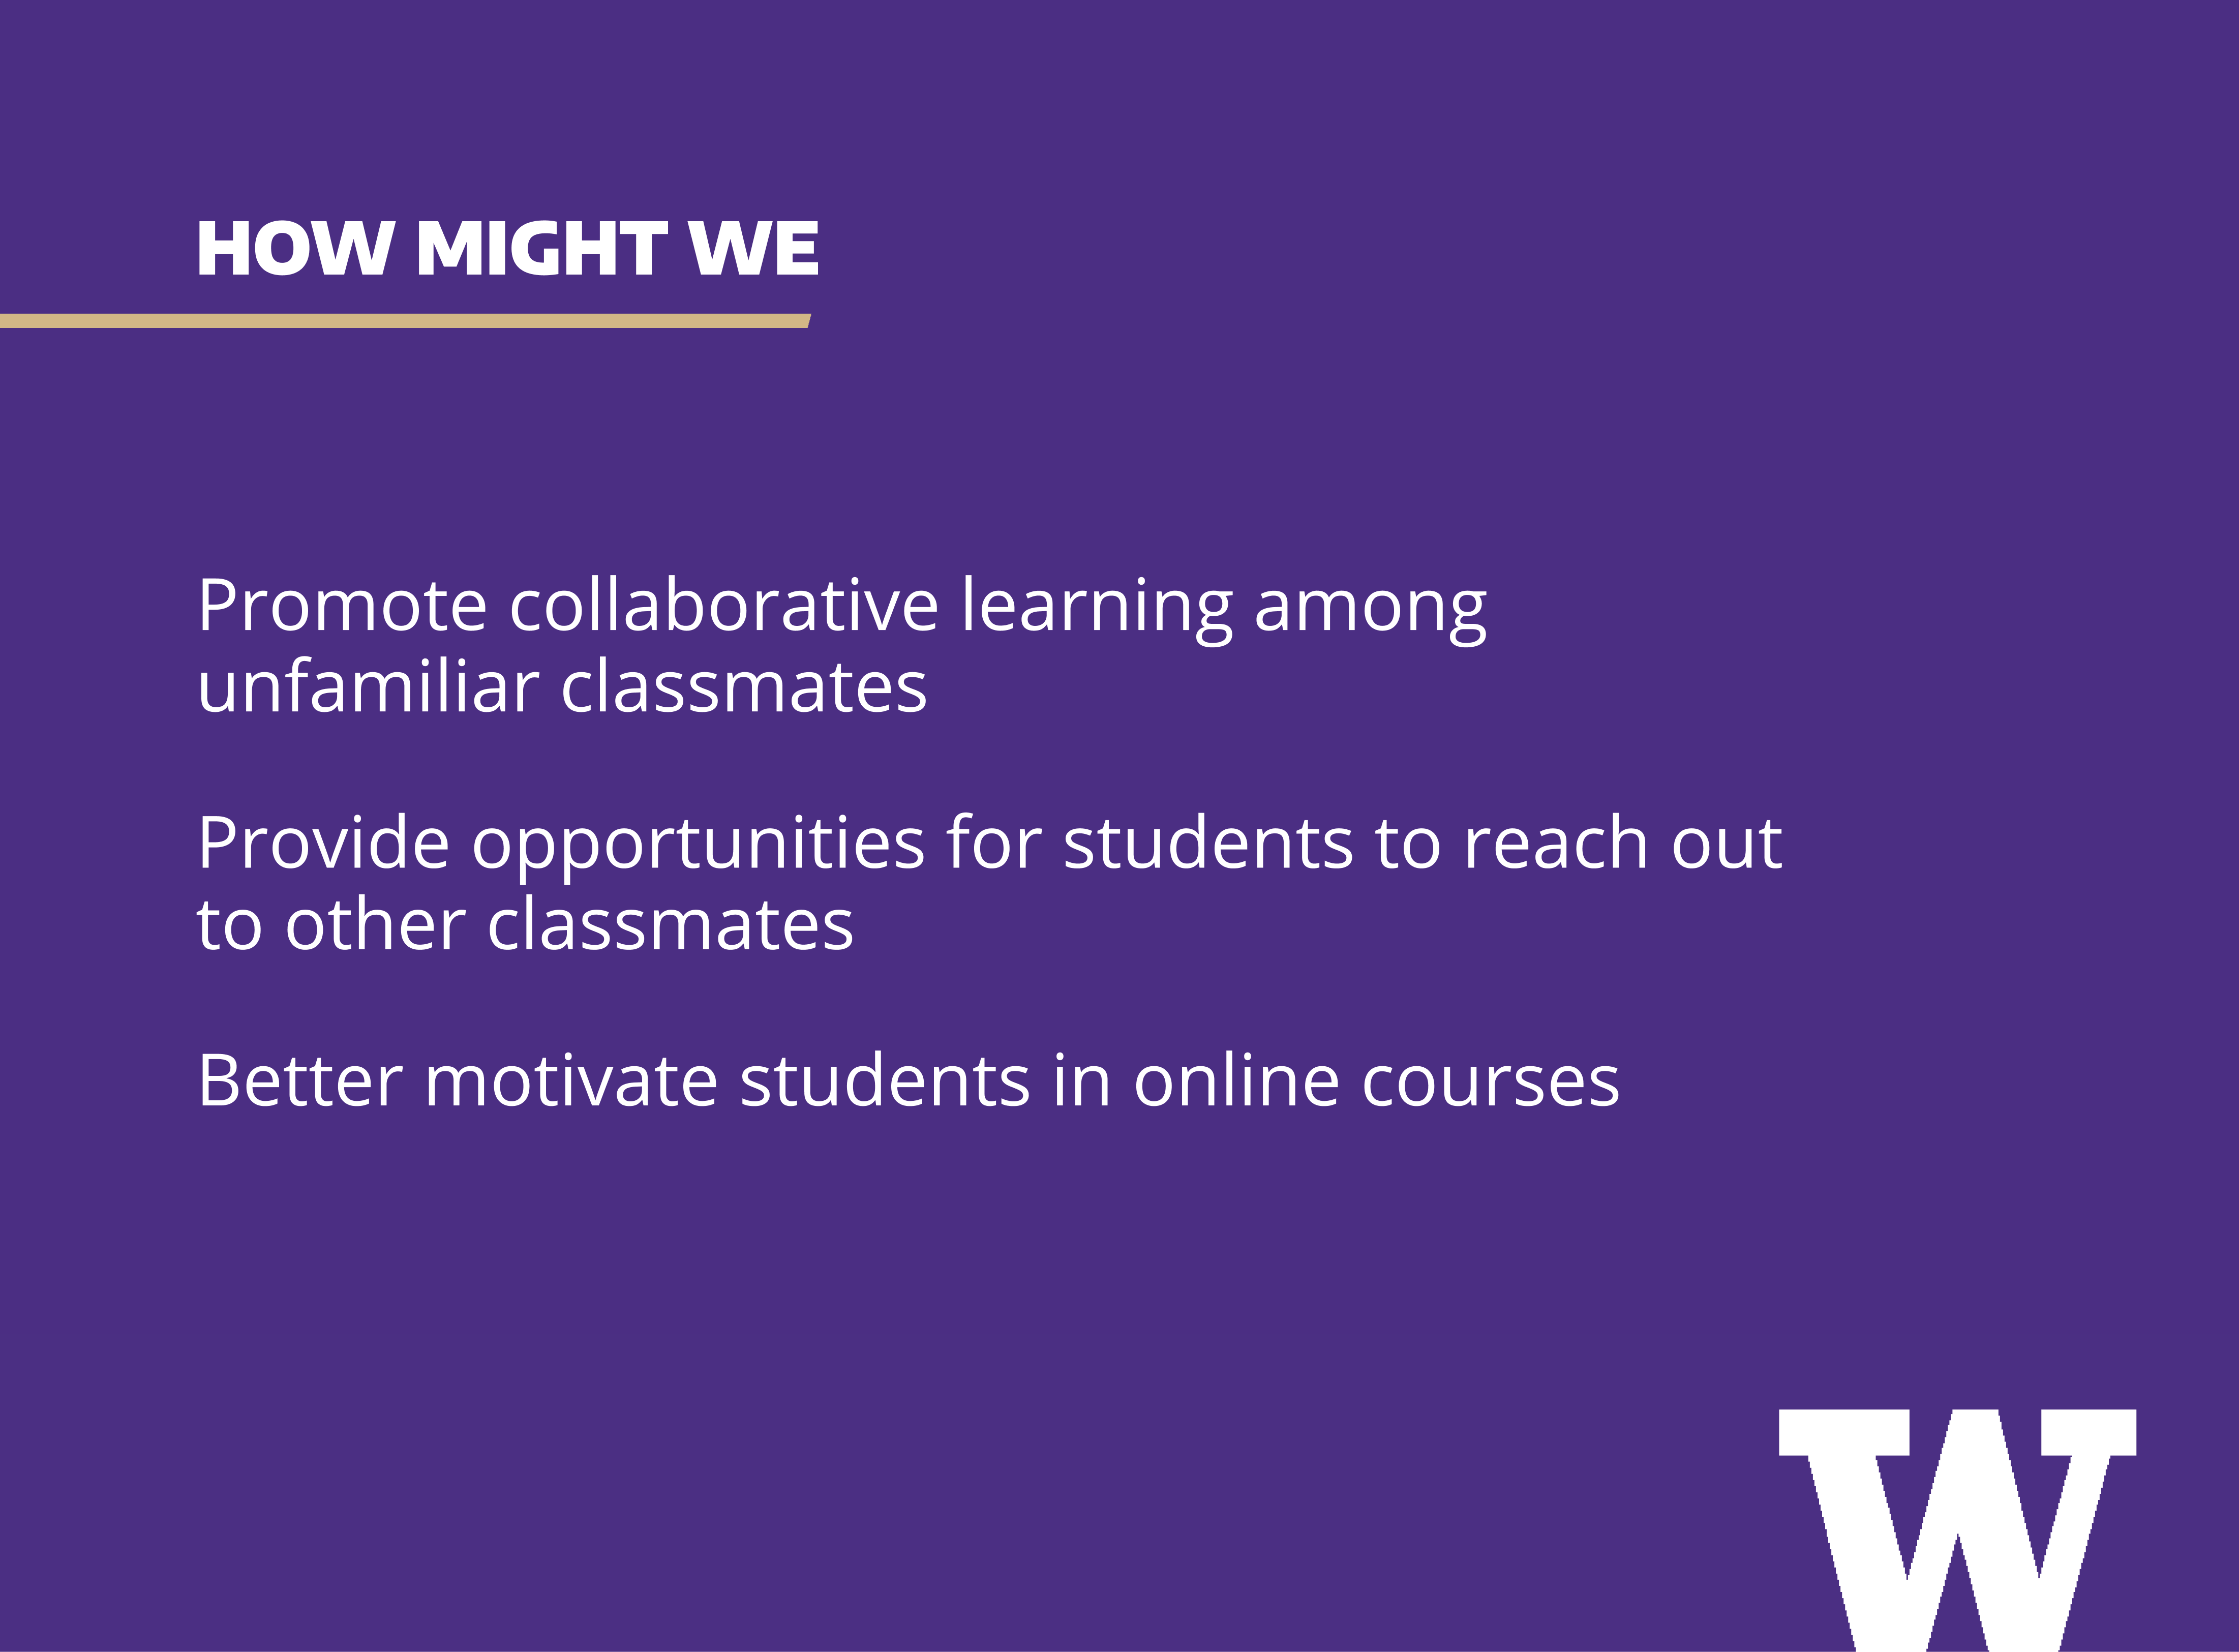 HOW MIGHT WE
Promote collaborative learning among
unfamiliar classmates
Provide opportunities for students to reach out
to other classmates
Better motivate students in online courses
W